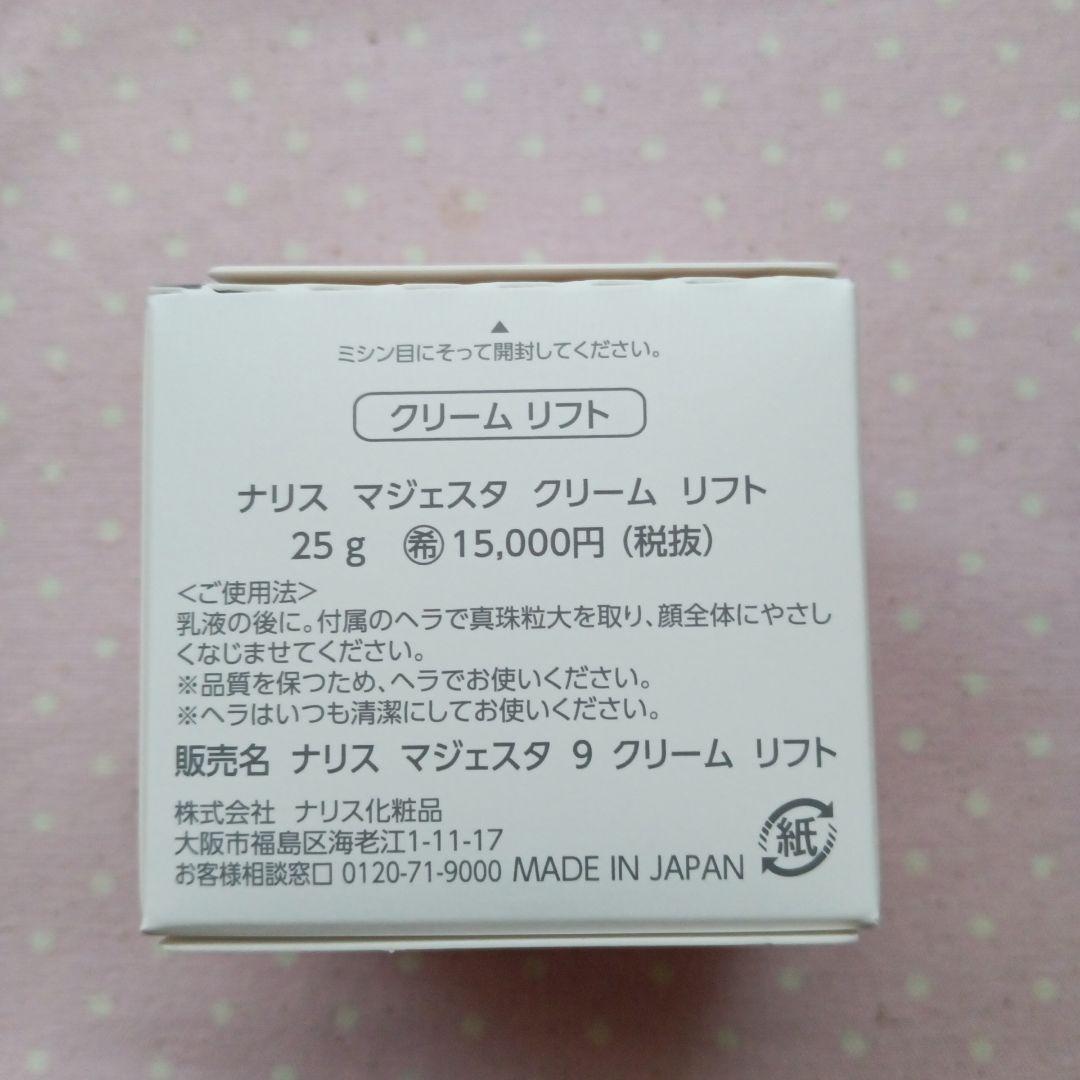 ▲
ミシン目にそって開封してください。
クリーム リフト
ナリス マジェスタ クリーム リフト
25 g ㊝15,000円(税抜)
<ご使用法>
乳液の後に。付属のヘラで真珠粒大を取り、顔全体にやさし
くなじませてください。
※品質を保つため、ヘラでお使いください。
※ヘラはいつも清潔にしてお使いください。
販売名 ナリス マジェスタ 9 クリーム リフト
株式会社 ナリス化粧品
大阪市福島区海老江1-11-17
お客様相談窓口 0120-71-9000 MADE IN JAPAN
紙